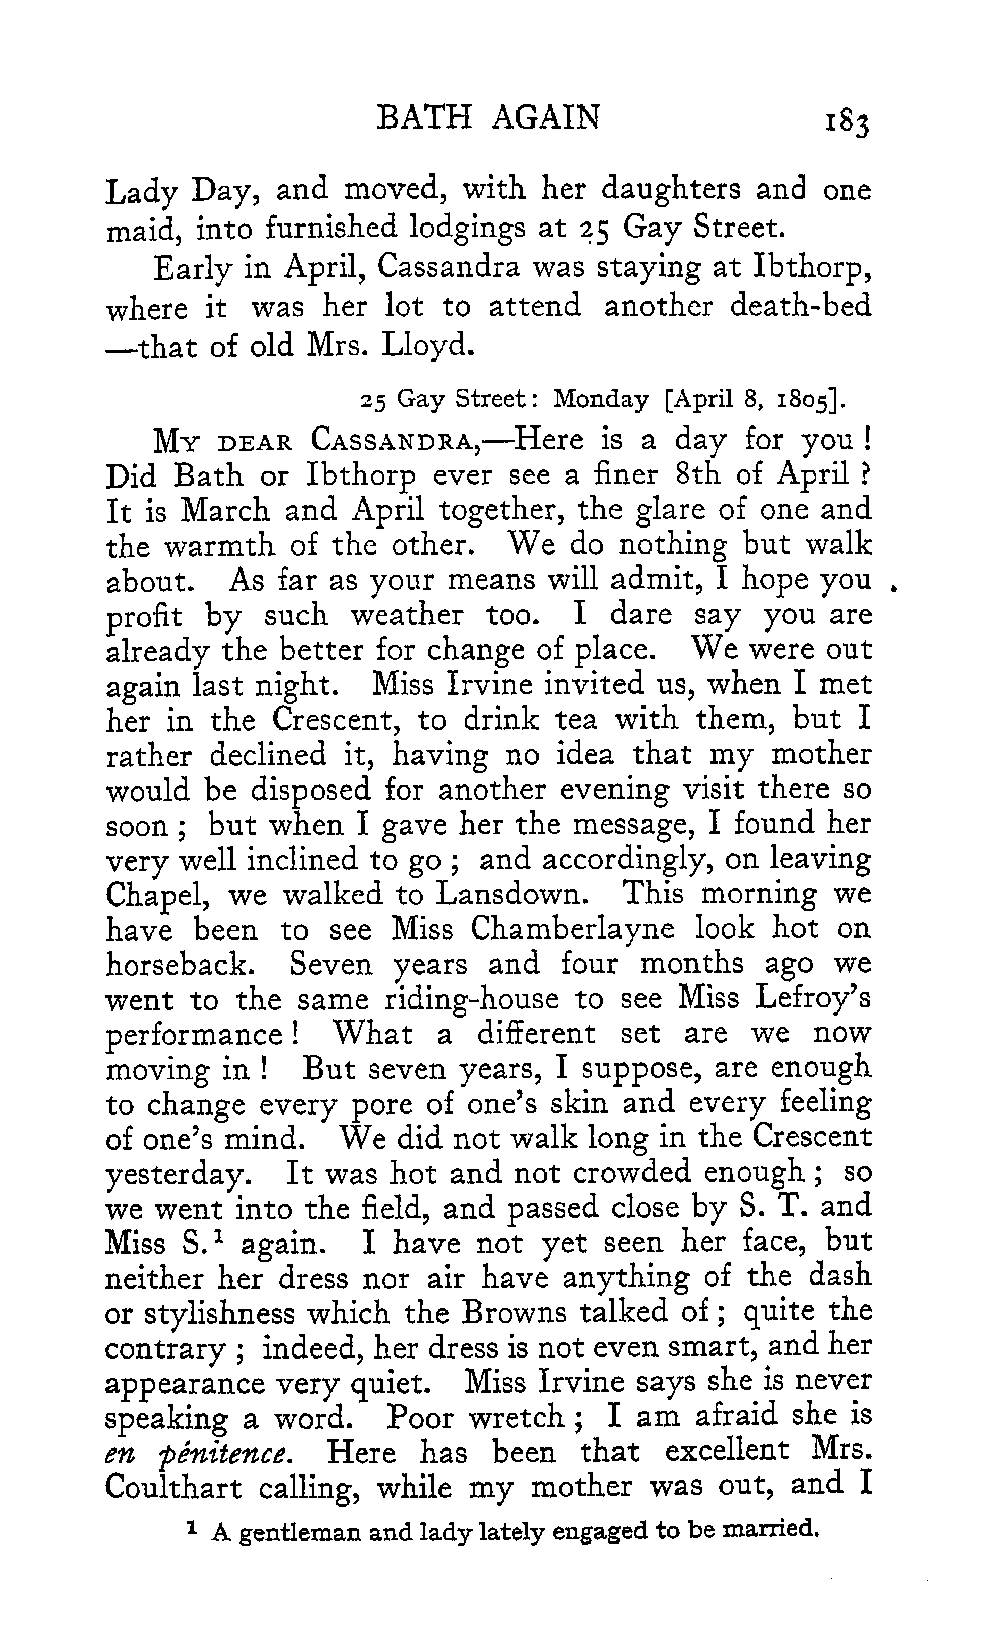 BATH AGAIN 183
Lady Day, and moved, with her daughters and one
maid, into furnished lodgings at 25 Gay Street.
Early in April, Cassandra was staying at Ibthorp,
where it was her lot to attend another death-bed
—that of old Mrs. Lloyd.
25 Gay Street: Monday [April 8, 1805].
MY DEAR CASSANDRA,—Here is a day for you !
Did Bath or Ibthorp ever see a finer 8th of April ?
It is March and April together, the glare of one and
the warmth of the other. We do nothing but walk
about. As far as your means will admit, I hope you
profit by such weather too. I dare say you are
already the better for change of place. We were out
again last night. Miss Irvine invited us, when I met
her in the Crescent, to drink tea with them, but I
rather declined it, having no idea that my mother
would be disposed for another evening visit there so
soon ; but when I gave her the message, I found her
very well inclined to go ; and accordingly, on leaving
Chapel, we walked to Lansdown. This morning we
have been to see Miss Chamberlayne look hot on
horseback. Seven years and four months ago we
went to the same riding-house to see Miss Lefroy's
performance ! What a different set are we now
moving in ! But seven years, I suppose, are enough
to change every pore of one's skin and every feeling
of one's mind. We did not walk long in the Crescent
yesterday. It was hot and not crowded enough ; so
we went into the field, and passed close by S. T. and
Miss S.¹ again. I have not yet seen her face, but
neither her dress nor air have anything of the dash
or stylishness which the Browns talked of ; quite the
contrary ; indeed, her dress is not even smart, and her
appearance very quiet. Miss Irvine says she is never
speaking a word. Poor wretch ; I am afraid she is
en pénitence. Here has been that excellent Mrs.
Coulthart calling, while my mother was out, and I
¹ A gentleman and lady lately engaged to be married.